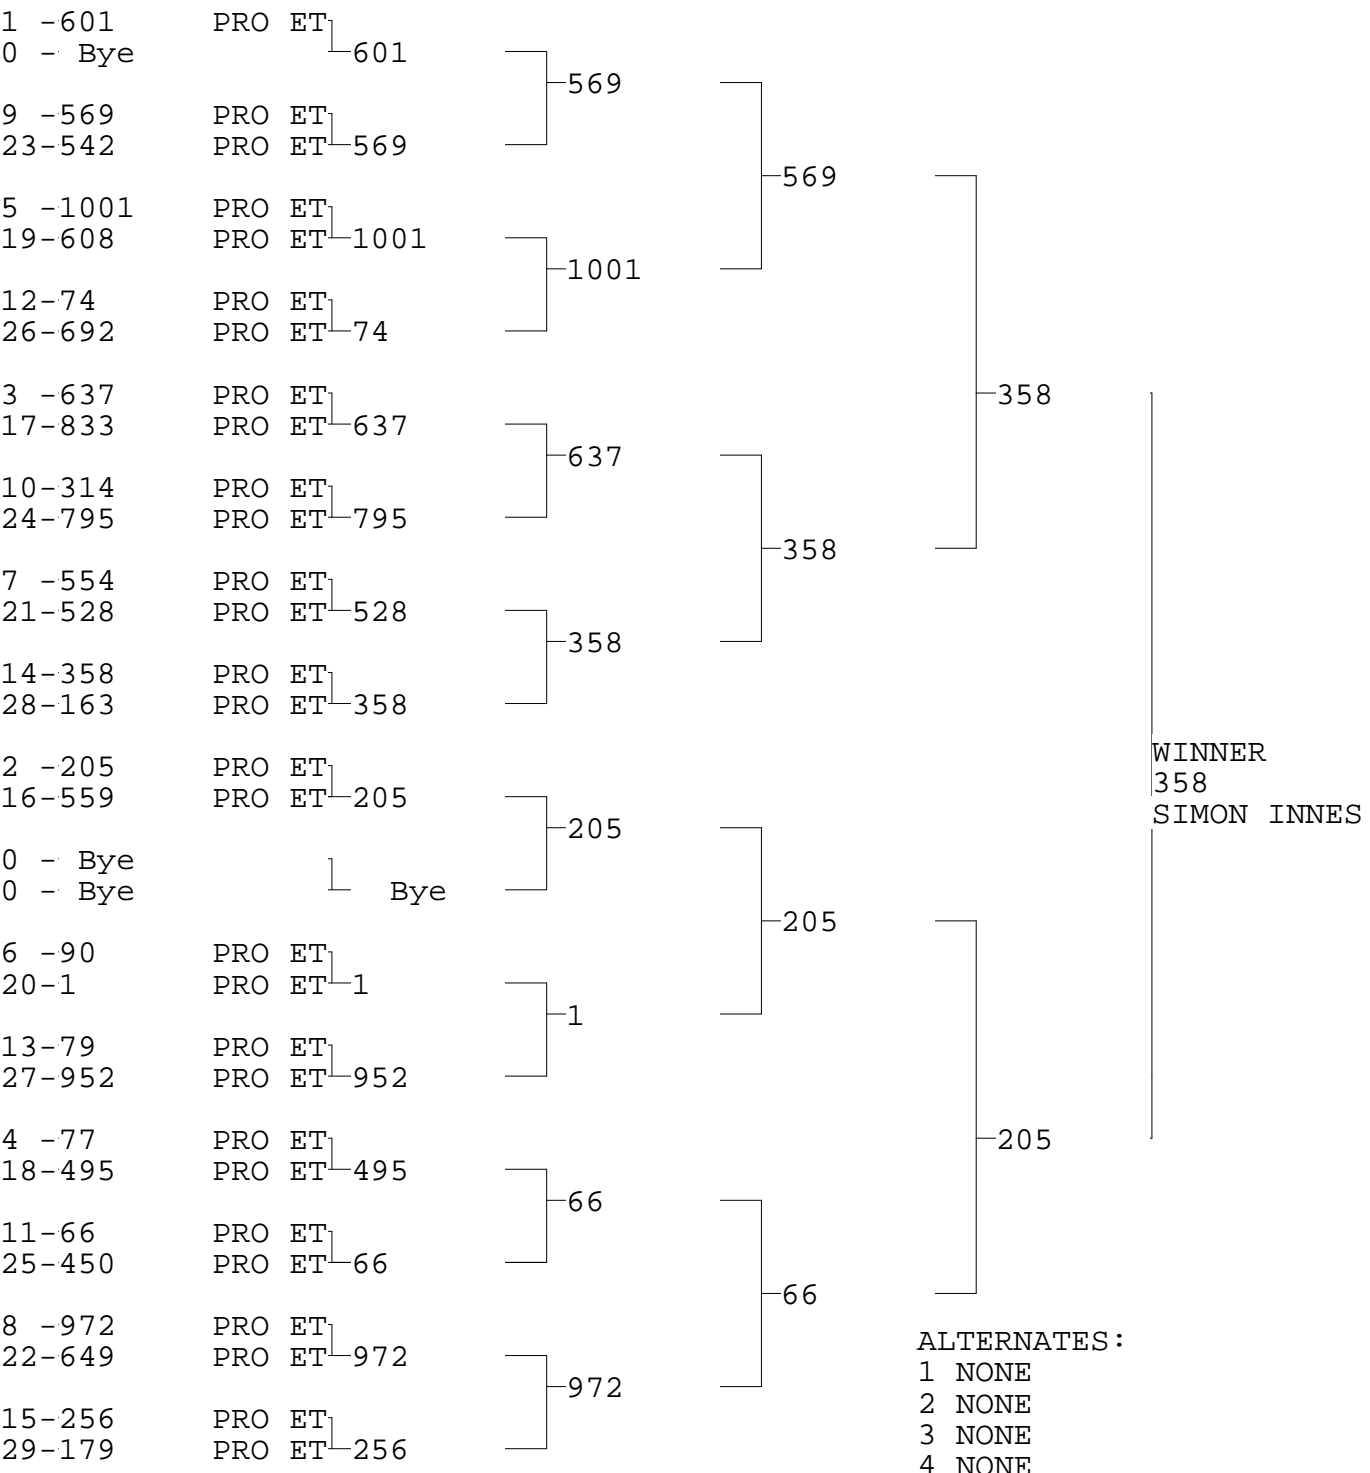 1 -601 PRO ET
0 - Bye 601
569
9 -569 PRO ET
23-542 PRO ET 569
569
5 -1001 PRO ET
19-608 PRO ET 1001
1001
12-74 PRO ET
26-692 PRO ET 74
3 -637 PRO ET 358
17-833 PRO ET 637
637
10-314 PRO ET
24-795 PRO ET 795
358
7 -554 PRO ET
21-528 PRO ET 528
358
14-358 PRO ET
28-163 PRO ET 358
WINNER
2 -205 PRO ET 358
16-559 PRO ET 205
SIMON INNES
205
0 - Bye
0 - Bye Bye
205
6 -90 PRO ET
20-1 PRO ET 1
1
13-79 PRO ET
27-952 PRO ET 952
4 -77 PRO ET 205
18-495 PRO ET 495
66
11-66 PRO ET
25-450 PRO ET 66
66
8 -972 PRO ET
22-649 PRO ET 972
972
15-256 PRO ET
29-179 PRO ET 256
ALTERNATES:
1 NONE
2 NONE
3 NONE
4 NONE